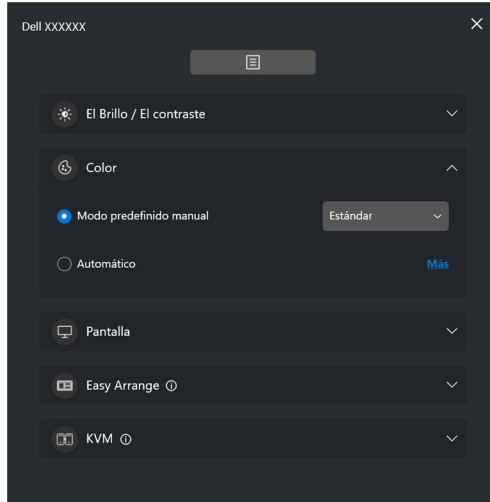 Dell XXXXXX
El Brillo / El contraste
Color
Modo predefinido manual Estándar
Automático Más
Pantalla
Easy Arrange
KVM